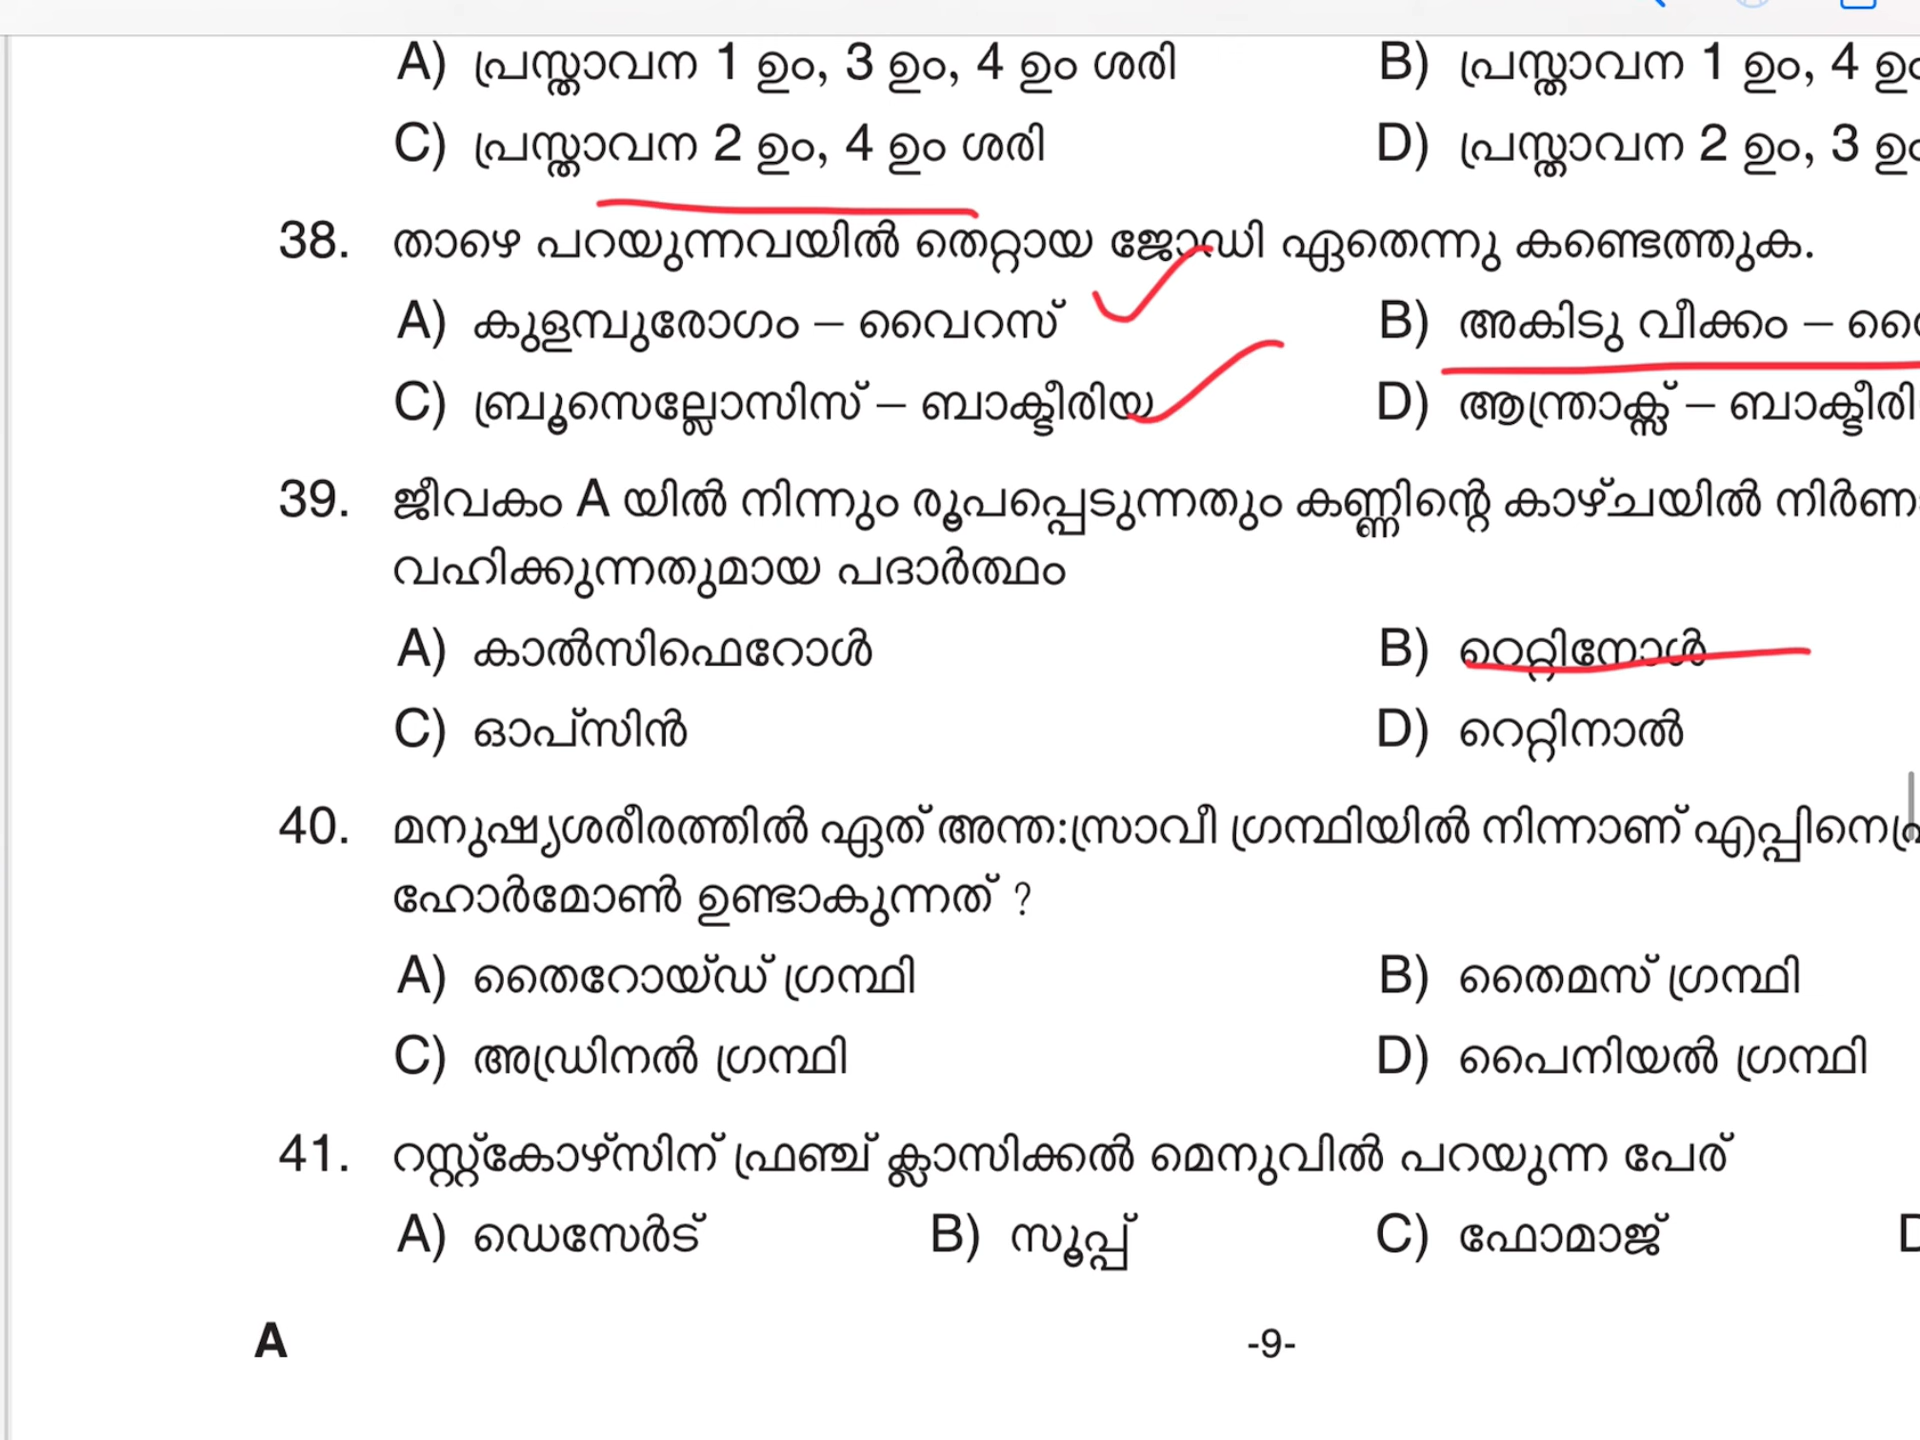 A) പ്രസ്താവന 1 ഉം, 3 ഉം, 4 ഉം ശരി B) പ്രസ്താവന 1 ഉം, 4
C) പ്രസ്താവന 2 ഉം, 4 ഉം ശരി D) പ്രസ്താവന 2 ഉം, 3
38. താഴെ പറയുന്നവയിൽ തെറ്റായ ജോഡി ഏതെന്നു കണ്ടെത്തുക.
A) കുളമ്പുരോഗം – വൈറസ് B) അകിടു വീക്കം –
C) ബ്രൂസെല്ലോസിസ് – ബാക്ടീരിയ D) ആന്ത്രാക്സ് – ബാക്ടീരി
39. ജീവകം A യിൽ നിന്നും രൂപപ്പെടുന്നതും കണ്ണിന്റെ കാഴ്ചയിൽ നിർണ
വഹിക്കുന്നതുമായ പദാർത്ഥം
A) കാൽസിഫെറോൾ B) റെറ്റിനോൾ
C) ഓപ്സിൻ D) റെറ്റിനാൽ
40. മനുഷ്യശരീരത്തിൽ ഏത് അന്ത:സ്രാവീ ഗ്രന്ഥിയിൽ നിന്നാണ് എപ്പിനെഫ്ര
ഹോർമോൺ ഉണ്ടാകുന്നത് ?
A) തൈറോയ്ഡ് ഗ്രന്ഥി B) തൈമസ് ഗ്രന്ഥി
C) അഡ്രിനൽ ഗ്രന്ഥി D) പൈനിയൽ ഗ്രന്ഥി
41. റസ്റ്റ്കോഴ്സിന് ഫ്രഞ്ച് ക്ലാസിക്കൽ മെനുവിൽ പറയുന്ന പേര്
A) ഡെസേർട് B) സൂപ്പ് C) ഫോമാജ്
A -9-